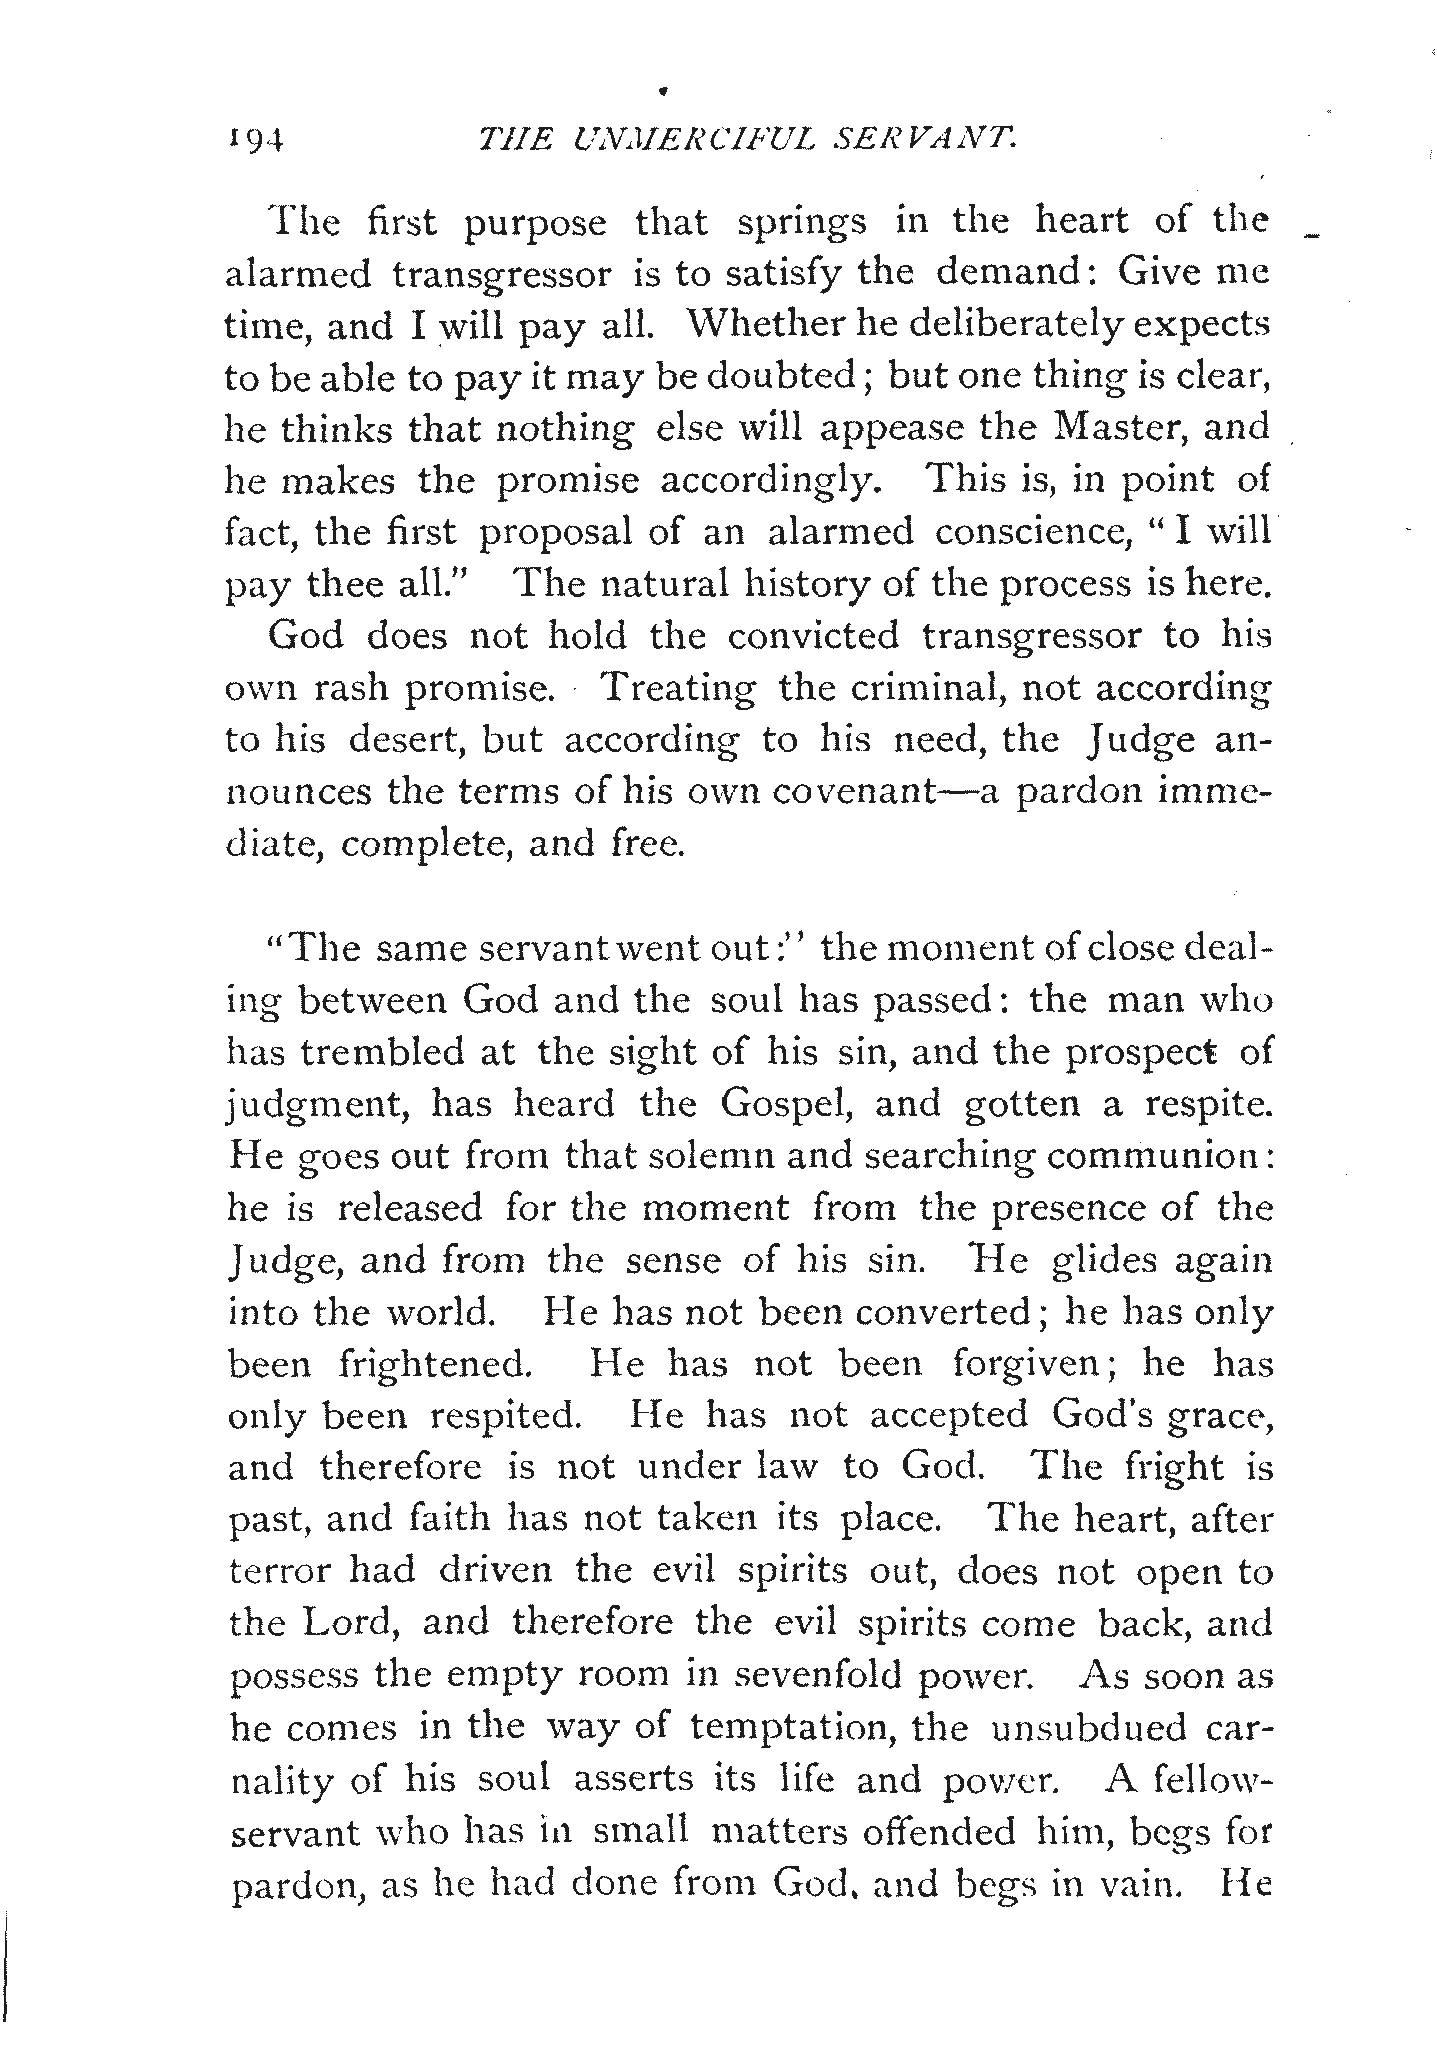 194 THE UNMERCIFUL SERVANT.
The first purpose that springs in the heart of the
alarmed transgressor is to satisfy the demand: Give me
time, and I will pay all. Whether he deliberately expects
to be able to pay it may be doubted; but one thing is clear,
he thinks that nothing else will appease the Master, and
he makes the promise accordingly. This is, in point of
fact, the first proposal of an alarmed conscience, "I will
pay thee all." The natural history of the process is here.
God does not hold the convicted transgressor to his
own rash promise. Treating the criminal, not according
to his desert, but according to his need, the Judge an-
nounces the terms of his own covenant—a pardon imme-
diate, complete, and free.
"The same servant went out:" the moment of close deal-
ing between God and the soul has passed: the man who
has trembled at the sight of his sin, and the prospect of
judgment, has heard the Gospel, and gotten a respite.
He goes out from that solemn and searching communion:
he is released for the moment from the presence of the
Judge, and from the sense of his sin. He glides again
into the world. He has not been converted; he has only
been frightened. He has not been forgiven; he has
only been respited. He has not accepted God's grace,
and therefore is not under law to God. The fright is
past, and faith has not taken its place. The heart, after
terror had driven the evil spirits out, does not open to
the Lord, and therefore the evil spirits come back, and
possess the empty room in sevenfold power. As soon as
he comes in the way of temptation, the unsubdued car-
nality of his soul asserts its life and power. A fellow-
servant who has in small matters offended him, begs for
pardon, as he had done from God, and begs in vain. He